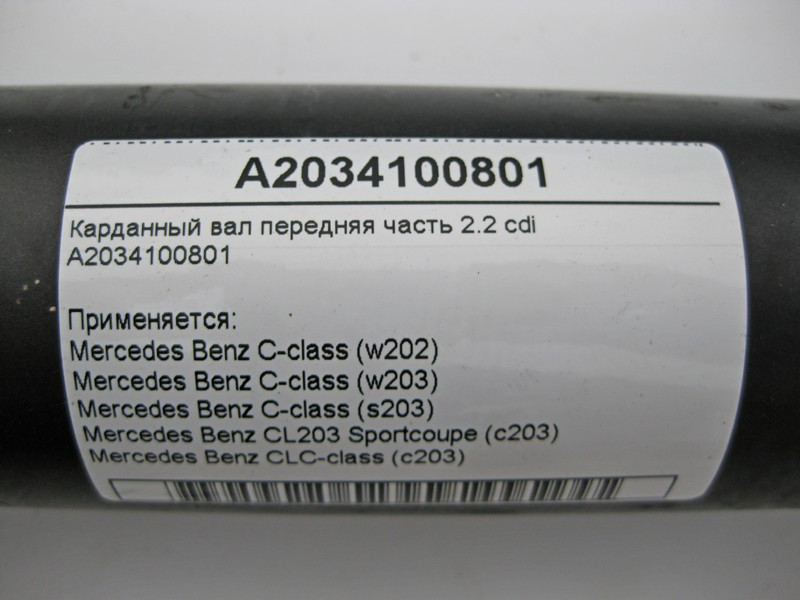 A2034100801
Карданный вал передняя часть 2.2 cdi
A2034100801
Применяется:
Mercedes Benz C-class (w202)
Mercedes Benz C-class (w203)
Mercedes Benz C-class (s203)
Mercedes Benz CL203 Sportcoupe (c203)
Mercedes Benz CLC-class (c203)